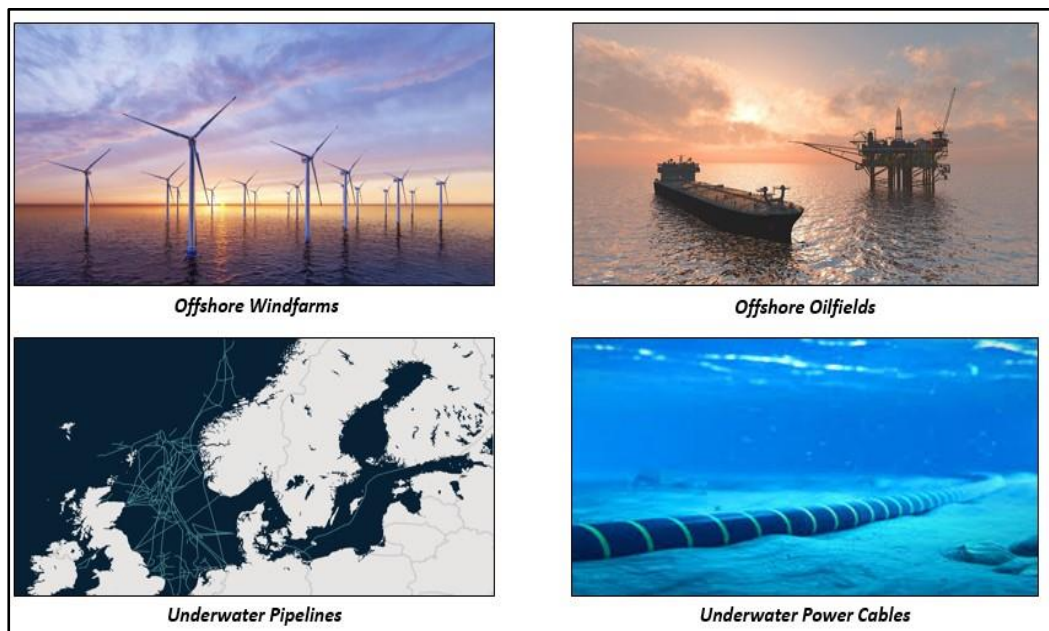 Offshore Windfarms
Offshore Oilfields
Underwater Pipelines
Underwater Power Cables